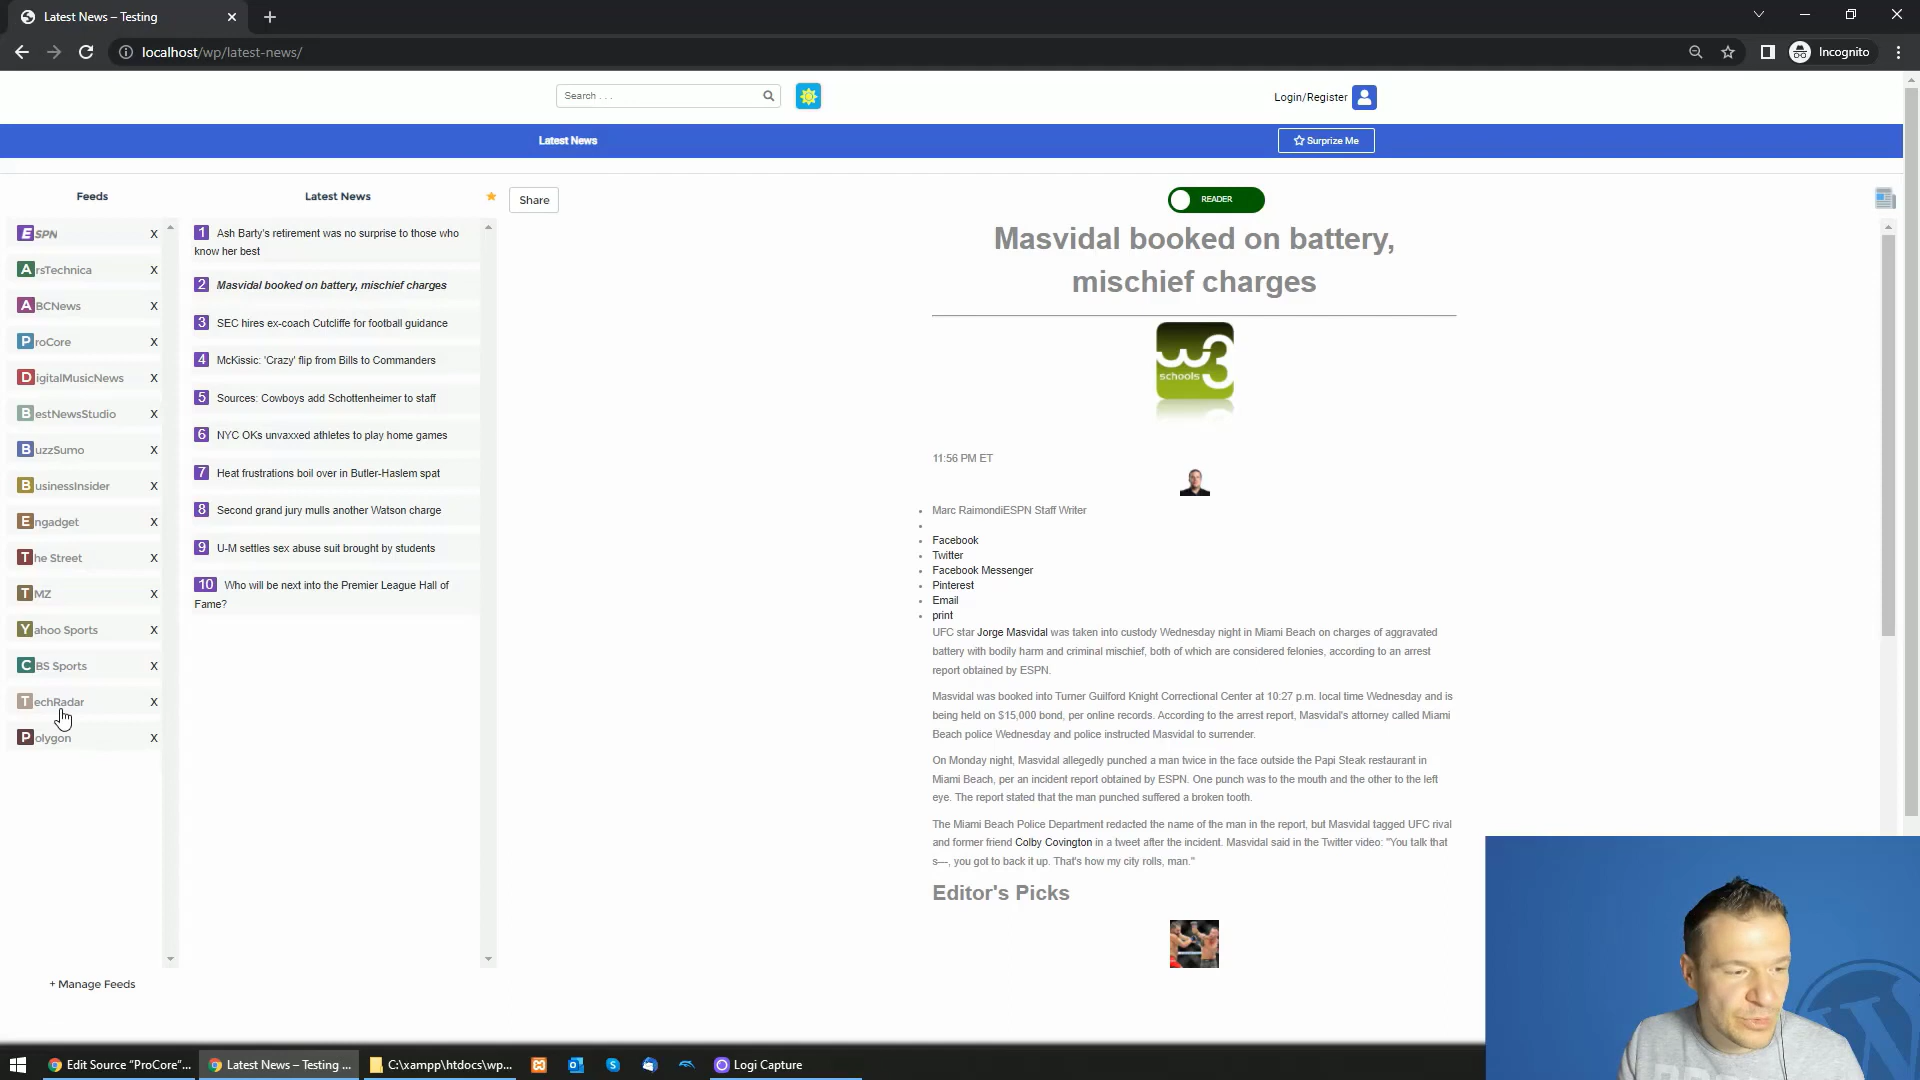 Latest News – Testing
localhost/wp/latest-news/
Incognito
Search . . .
Login/Register
Latest News
Surprize Me
Feeds
ESPN X
ArsTechnica X
ABCNews X
ProCore X
DigitalMusicNews X
BestNewsStudio X
BuzzSumo X
BusinessInsider X
Engadget X
The Street X
TMZ X
Yahoo Sports X
CBS Sports X
TechRadar X
Polygon X
+ Manage Feeds
Latest News
1 Ash Barty's retirement was no surprise to those who
know her best
2 Masvidal booked on battery, mischief charges
3 SEC hires ex-coach Cutcliffe for football guidance
4 McKissic: 'Crazy' flip from Bills to Commanders
5 Sources: Cowboys add Schottenheimer to staff
6 NYC OKs unvaxxed athletes to play home games
7 Heat frustrations boil over in Butler-Haslem spat
8 Second grand jury mulls another Watson charge
9 U-M settles sex abuse suit brought by students
10 Who will be next into the Premier League Hall of
Fame?
Share
READER
Masvidal booked on battery,
mischief charges
w3
schools
11:56 PM ET
Marc RaimondiESPN Staff Writer
Facebook
Twitter
Facebook Messenger
Pinterest
Email
print
UFC star Jorge Masvidal was taken into custody Wednesday night in Miami Beach on charges of aggravated
battery with bodily harm and criminal mischief, both of which are considered felonies, according to an arrest
report obtained by ESPN.
Masvidal was booked into Turner Guilford Knight Correctional Center at 10:27 p.m. local time Wednesday and is
being held on $15,000 bond, per online records. According to the arrest report, Masvidal's attorney called Miami
Beach police Wednesday and police instructed Masvidal to surrender.
On Monday night, Masvidal allegedly punched a man twice in the face outside the Papi Steak restaurant in
Miami Beach, per an incident report obtained by ESPN. One punch was to the mouth and the other to the left
eye. The report stated that the man punched suffered a broken tooth.
The Miami Beach Police Department redacted the name of the man in the report, but Masvidal tagged UFC rival
and former friend Colby Covington in a tweet after the incident. Masvidal said in the Twitter video: "You talk that
s---, you got to back it up. That's how my city rolls, man."
Editor's Picks
Edit Source "ProCore"...
Latest News – Testing ...
C:\xampp\htdocs\wp...
Logi Capture